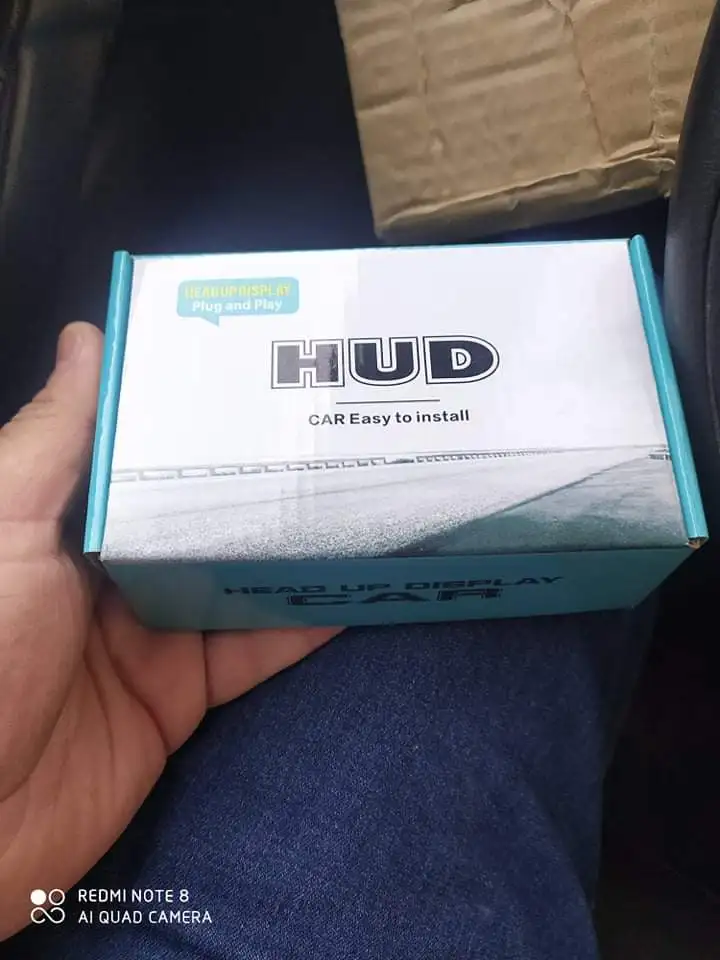 HEAD UP DISPLAY
Plug and Play
HUD
CAR Easy to install
HEAD UP DISPLAY
CAR
REDMI NOTE 8
AI QUAD CAMERA